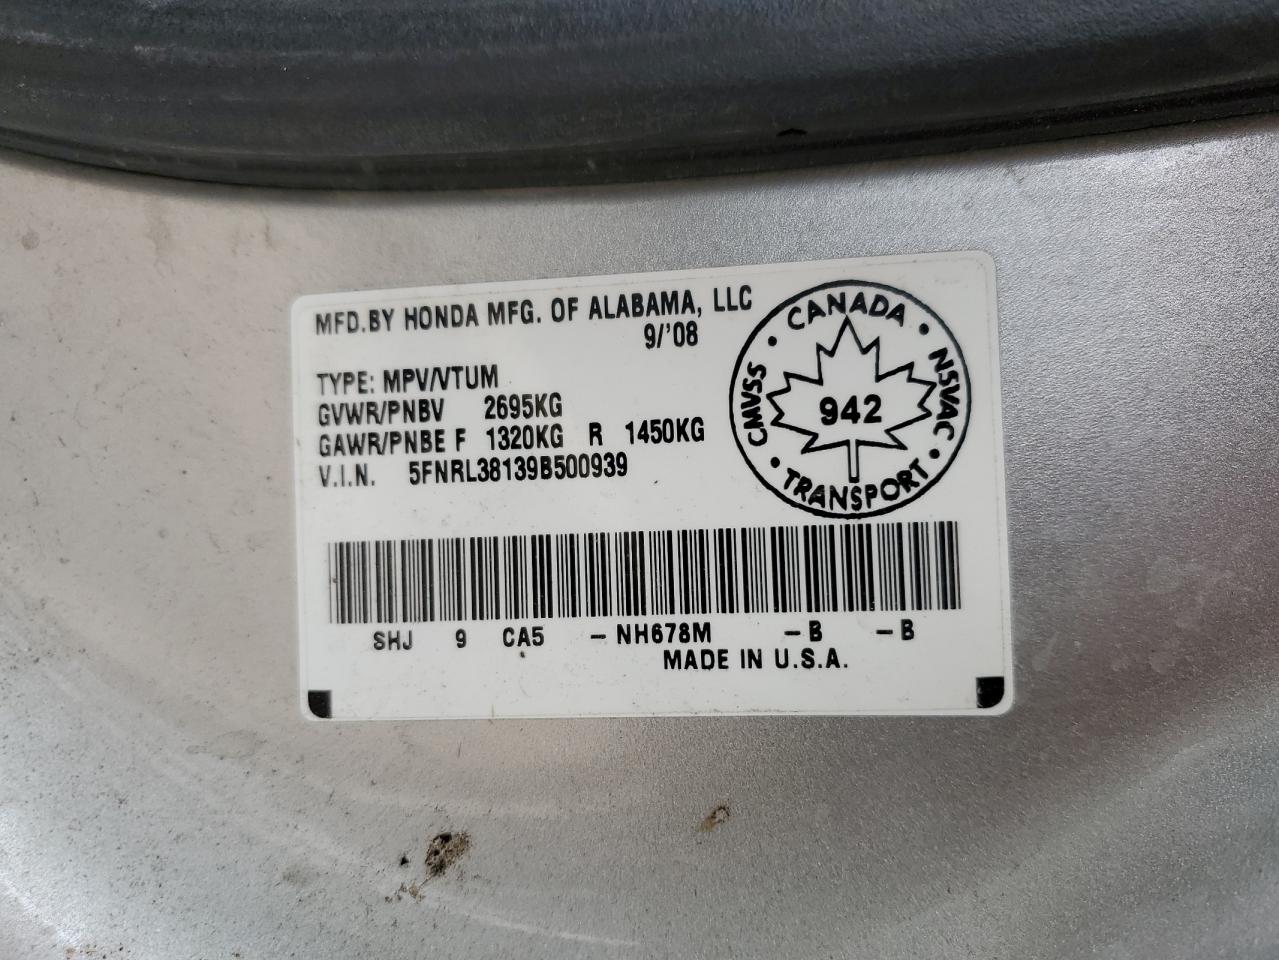 MFD.BY HONDA MFG. OF ALABAMA, LLC
9/'08
TYPE: MPV/VTUM
GVWR/PNBV 2695KG
GAWR/PNBE F 1320KG R 1450KG
V.I.N. 5FNRL38139B500939
CANADA
CMVSS
942
NSVAC
TRANSPORT
SHJ 9 CA5 -NH678M -B -B
MADE IN U.S.A.